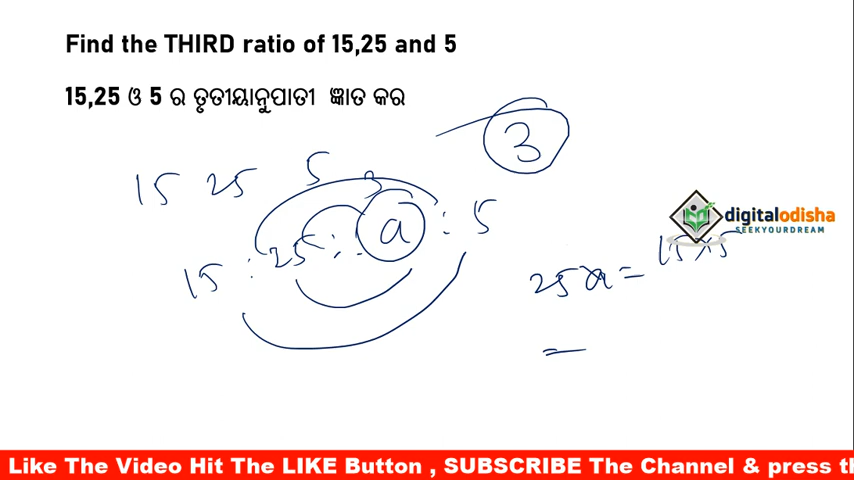 Find the THIRD ratio of 15,25 and 5
15,25 ଓ 5 ର ତୃତୀୟାନୁପାତୀ ଜ୍ଞାତ କର
3
15 25 5 3
15 : 25 :: a : 5
digitalodisha
SEEKYOURDREAM
25a = 15×5
=
Like The Video Hit The LIKE Button , SUBSCRIBE The Channel & press th